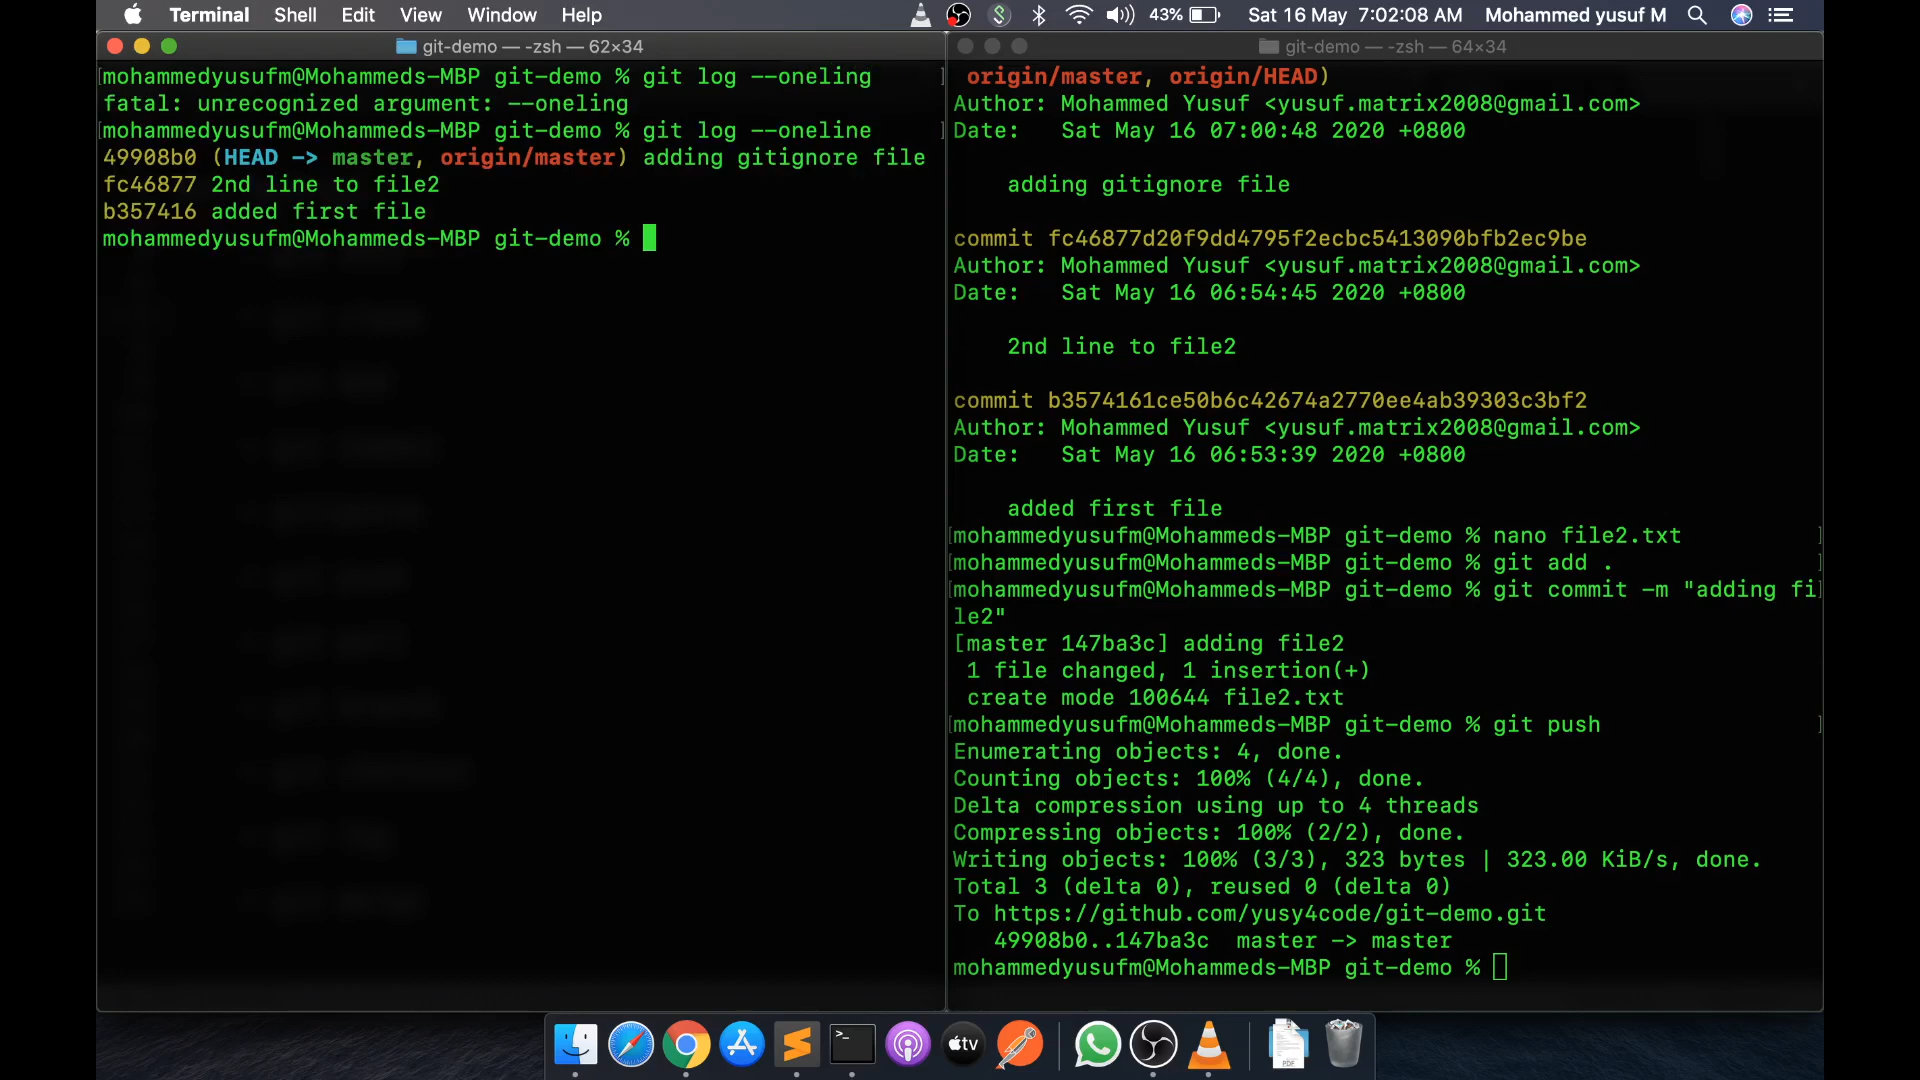 Terminal Shell Edit View Window Help 43% Sat 16 May 7:02:08 AM Mohammed yusuf M
git-demo — -zsh — 62×34
[mohammedyusufm@Mohammeds-MBP git-demo % git log --oneling ]
fatal: unrecognized argument: --oneling
[mohammedyusufm@Mohammeds-MBP git-demo % git log --oneline ]
49908b0 (HEAD -> master, origin/master) adding gitignore file
fc46877 2nd line to file2
b357416 added first file
mohammedyusufm@Mohammeds-MBP git-demo %
git-demo — -zsh — 64×34
origin/master, origin/HEAD)
Author: Mohammed Yusuf <yusuf.matrix2008@gmail.com>
Date:   Sat May 16 07:00:48 2020 +0800
adding gitignore file
commit fc46877d20f9dd4795f2ecbc5413090bfb2ec9be
Author: Mohammed Yusuf <yusuf.matrix2008@gmail.com>
Date:   Sat May 16 06:54:45 2020 +0800
2nd line to file2
commit b3574161ce50b6c42674a2770ee4ab39303c3bf2
Author: Mohammed Yusuf <yusuf.matrix2008@gmail.com>
Date:   Sat May 16 06:53:39 2020 +0800
added first file
[mohammedyusufm@Mohammeds-MBP git-demo % nano file2.txt ]
[mohammedyusufm@Mohammeds-MBP git-demo % git add . ]
[mohammedyusufm@Mohammeds-MBP git-demo % git commit -m "adding fi]
le2"
[master 147ba3c] adding file2
1 file changed, 1 insertion(+)
create mode 100644 file2.txt
[mohammedyusufm@Mohammeds-MBP git-demo % git push ]
Enumerating objects: 4, done.
Counting objects: 100% (4/4), done.
Delta compression using up to 4 threads
Compressing objects: 100% (2/2), done.
Writing objects: 100% (3/3), 323 bytes | 323.00 KiB/s, done.
Total 3 (delta 0), reused 0 (delta 0)
To https://github.com/yusy4code/git-demo.git
49908b0..147ba3c  master -> master
mohammedyusufm@Mohammeds-MBP git-demo %
tv
PDF